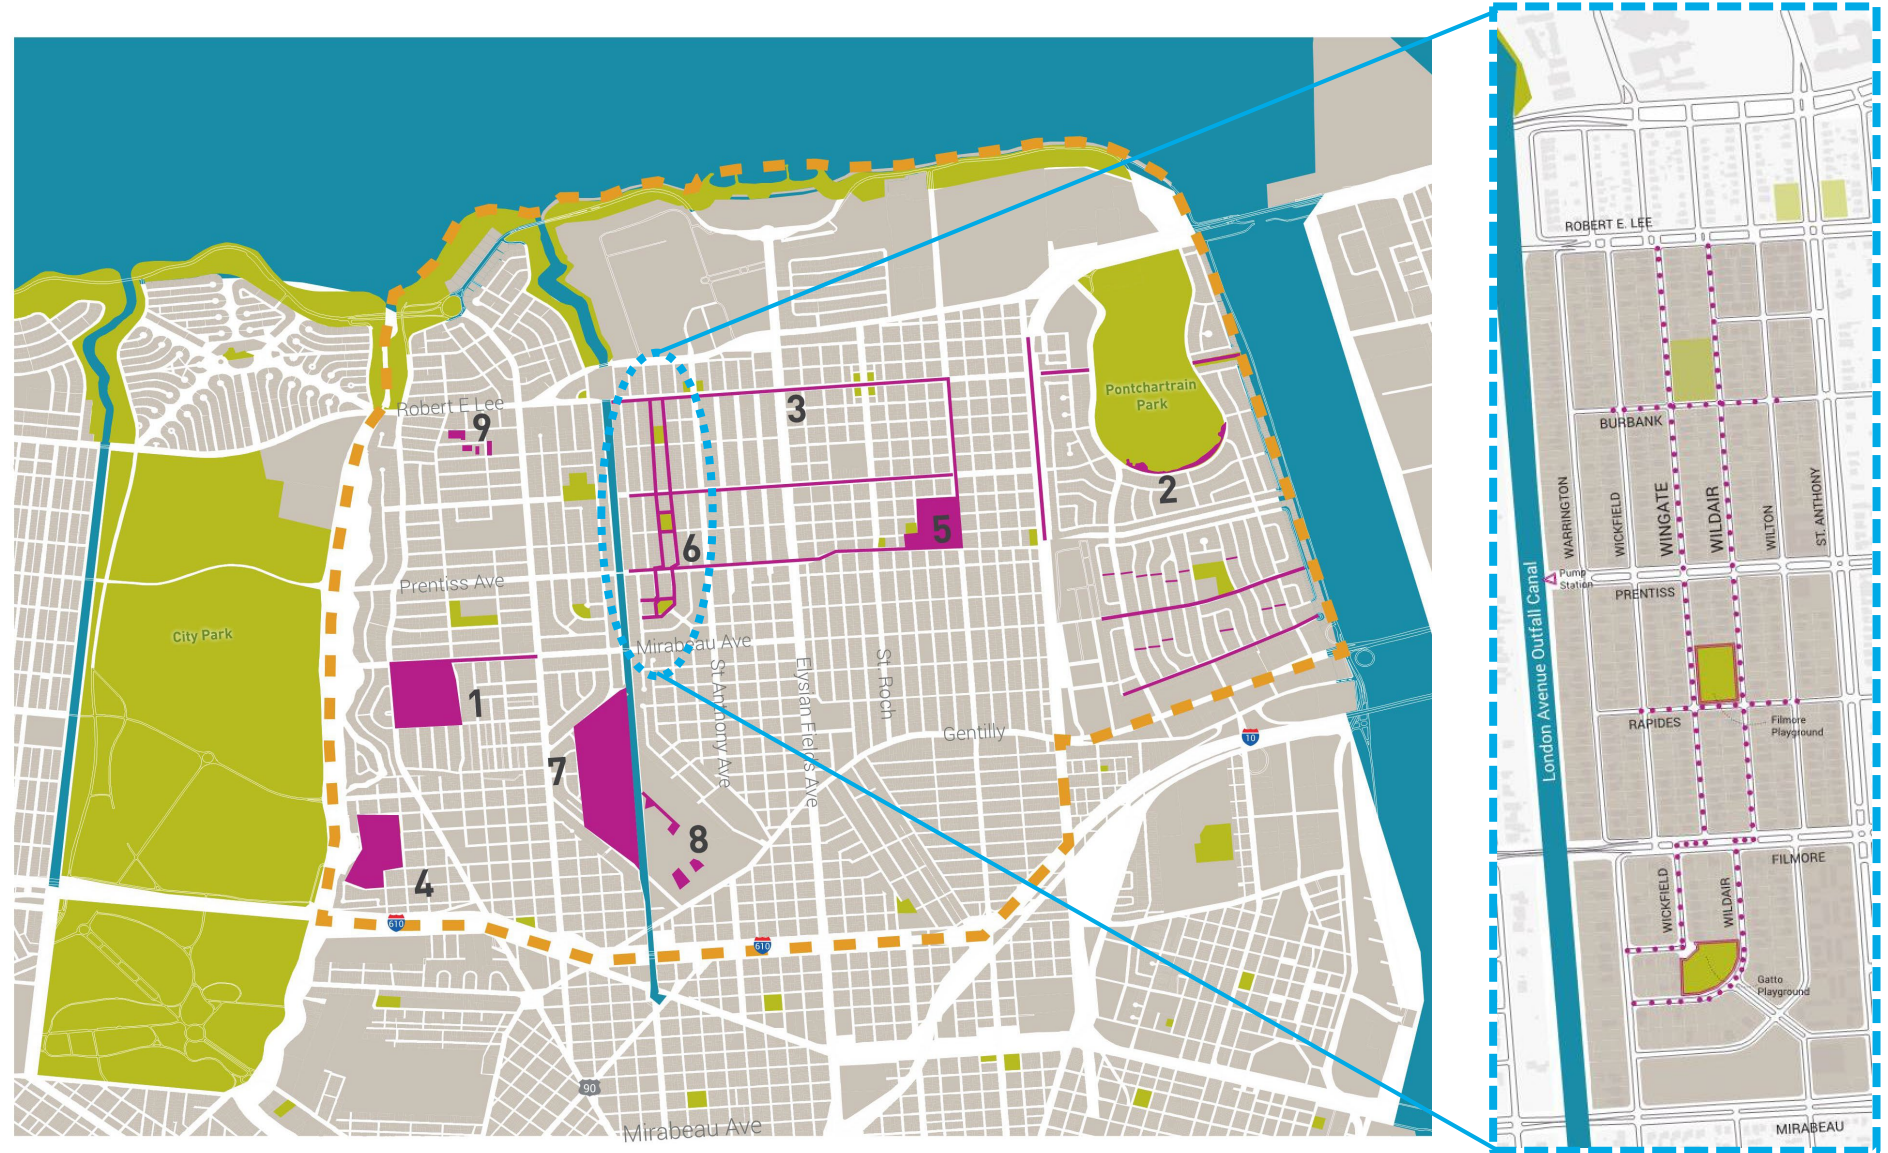 Robert E Lee
9
3
Pontchartrain
Park
2
5
6
Prentiss Ave
City Park
Mirabeau Ave
1
St Anthony Ave
Elysian Fields Ave
St. Roch
Gentilly
10
7
8
4
610
610
90
Mirabeau Ave
ROBERT E. LEE
BURBANK
WARRINGTON
WICKFIELD
WINGATE
WILDAIR
WILTON
ST. ANTHONY
Pump
Station
PRENTISS
London Avenue Outfall Canal
RAPIDES
Filmore
Playground
FILMORE
WICKFIELD
WILDAIR
Gatto
Playground
MIRABEAU